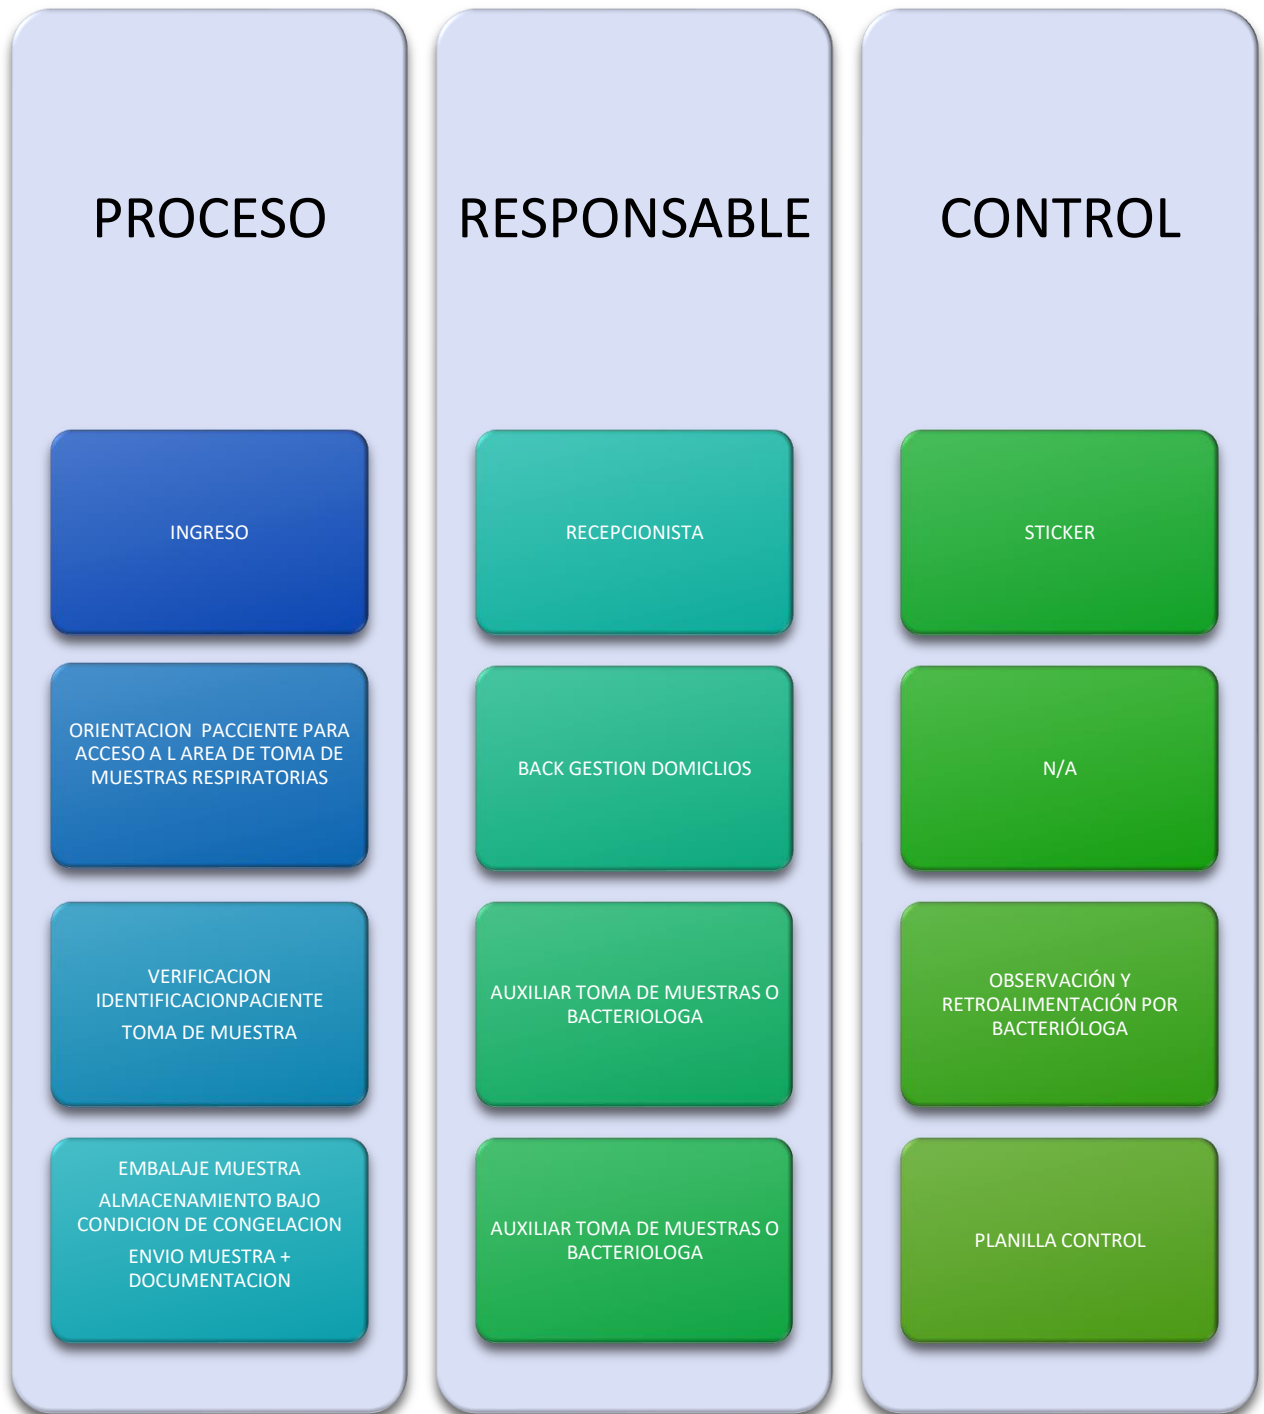 PROCESO
INGRESO
ORIENTACION  PACCIENTE PARA
ACCESO A L AREA DE TOMA DE
MUESTRAS RESPIRATORIAS
VERIFICACION
IDENTIFICACIONPACIENTE
TOMA DE MUESTRA
EMBALAJE MUESTRA
ALMACENAMIENTO BAJO
CONDICION DE CONGELACION
ENVIO MUESTRA +
DOCUMENTACION
RESPONSABLE
RECEPCIONISTA
BACK GESTION DOMICLIOS
AUXILIAR TOMA DE MUESTRAS O
BACTERIOLOGA
AUXILIAR TOMA DE MUESTRAS O
BACTERIOLOGA
CONTROL
STICKER
N/A
OBSERVACIÓN Y
RETROALIMENTACIÓN POR
BACTERIÓLOGA
PLANILLA CONTROL